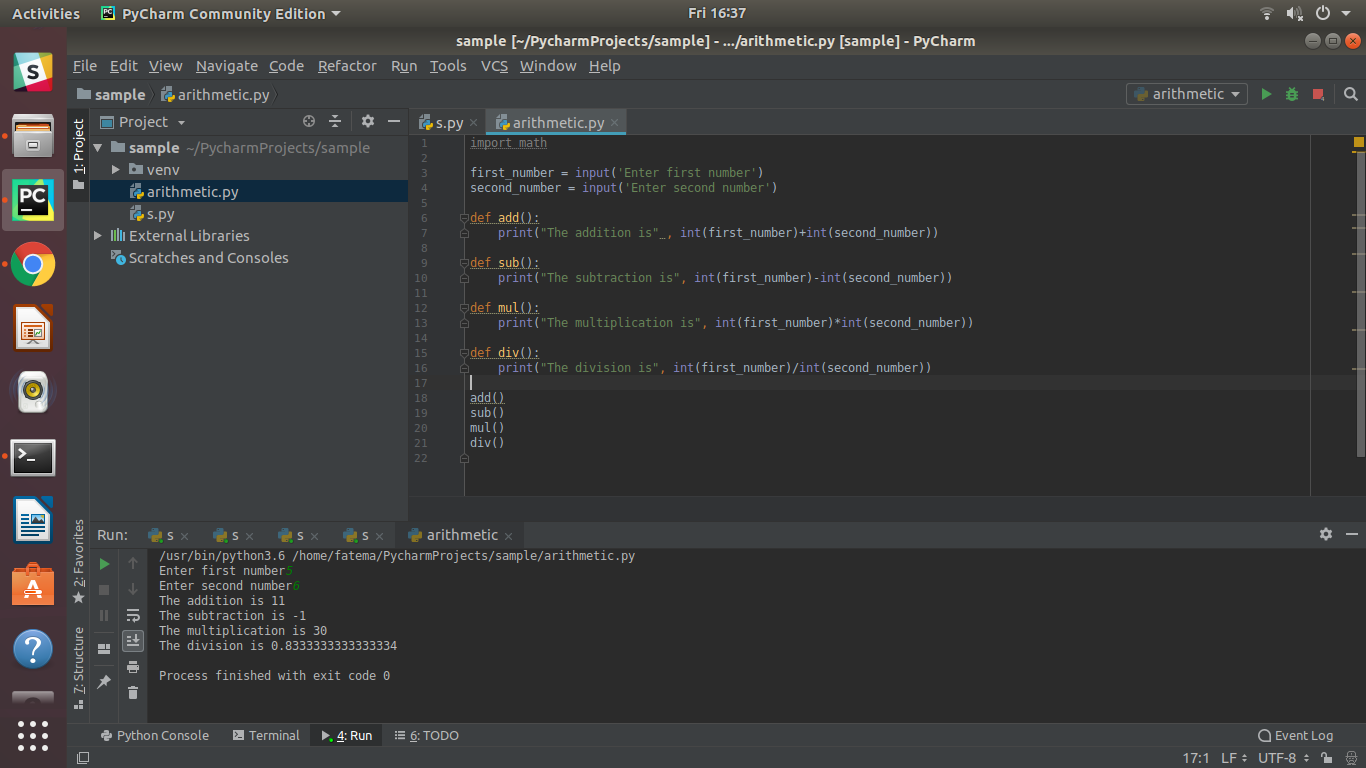 Activities PyCharm Community Edition Fri 16:37
sample [~/PycharmProjects/sample] - .../arithmetic.py [sample] - PyCharm
File Edit View Navigate Code Refactor Run Tools VCS Window Help
sample arithmetic.py arithmetic
Project
s.py arithmetic.py
1: Project
sample ~/PycharmProjects/sample
venv
arithmetic.py
s.py
External Libraries
Scratches and Consoles
1 import math
2
3 first_number = input('Enter first number')
4 second_number = input('Enter second number')
5
6 def add():
7 print("The addition is" , int(first_number)+int(second_number))
8
9 def sub():
10 print("The subtraction is", int(first_number)-int(second_number))
11
12 def mul():
13 print("The multiplication is", int(first_number)*int(second_number))
14
15 def div():
16 print("The division is", int(first_number)/int(second_number))
17
18 add()
19 sub()
20 mul()
21 div()
22
2: Favorites
7: Structure
Run: s s s s arithmetic
/usr/bin/python3.6 /home/fatema/PycharmProjects/sample/arithmetic.py
Enter first number5
Enter second number6
The addition is 11
The subtraction is -1
The multiplication is 30
The division is 0.8333333333333334
Process finished with exit code 0
Python Console Terminal 4: Run 6: TODO Event Log
17:1 LF UTF-8